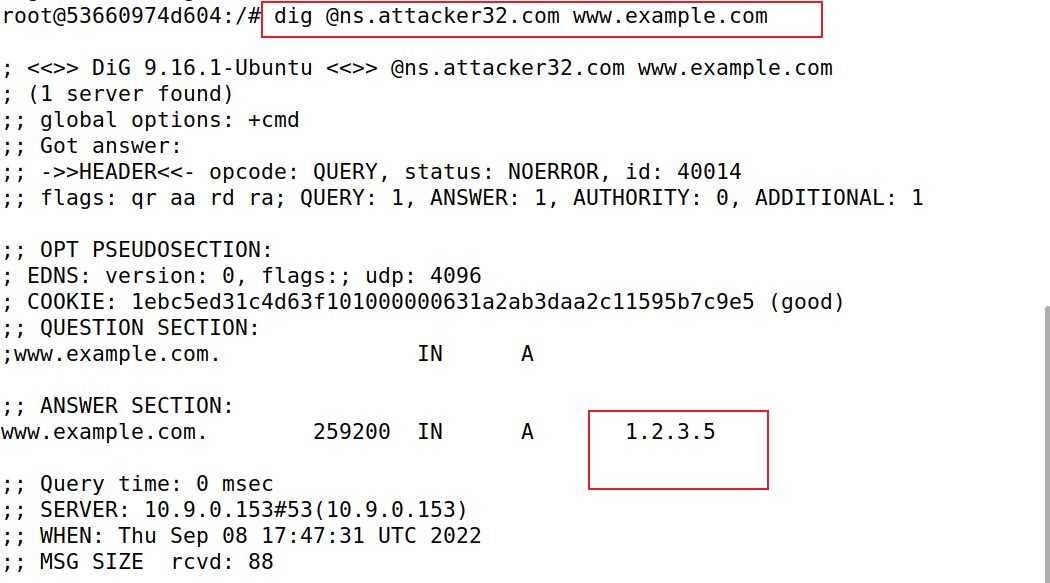 root@53660974d604:/# dig @ns.attacker32.com www.example.com
; <<>> DiG 9.16.1-Ubuntu <<>> @ns.attacker32.com www.example.com
; (1 server found)
;; global options: +cmd
;; Got answer:
;; ->>HEADER<<- opcode: QUERY, status: NOERROR, id: 40014
;; flags: qr aa rd ra; QUERY: 1, ANSWER: 1, AUTHORITY: 0, ADDITIONAL: 1
;; OPT PSEUDOSECTION:
; EDNS: version: 0, flags:; udp: 4096
; COOKIE: 1ebc5ed31c4d63f101000000631a2ab3daa2c11595b7c9e5 (good)
;; QUESTION SECTION:
;www.example.com. IN A
;; ANSWER SECTION:
www.example.com. 259200 IN A 1.2.3.5
;; Query time: 0 msec
;; SERVER: 10.9.0.153#53(10.9.0.153)
;; WHEN: Thu Sep 08 17:47:31 UTC 2022
;; MSG SIZE rcvd: 88